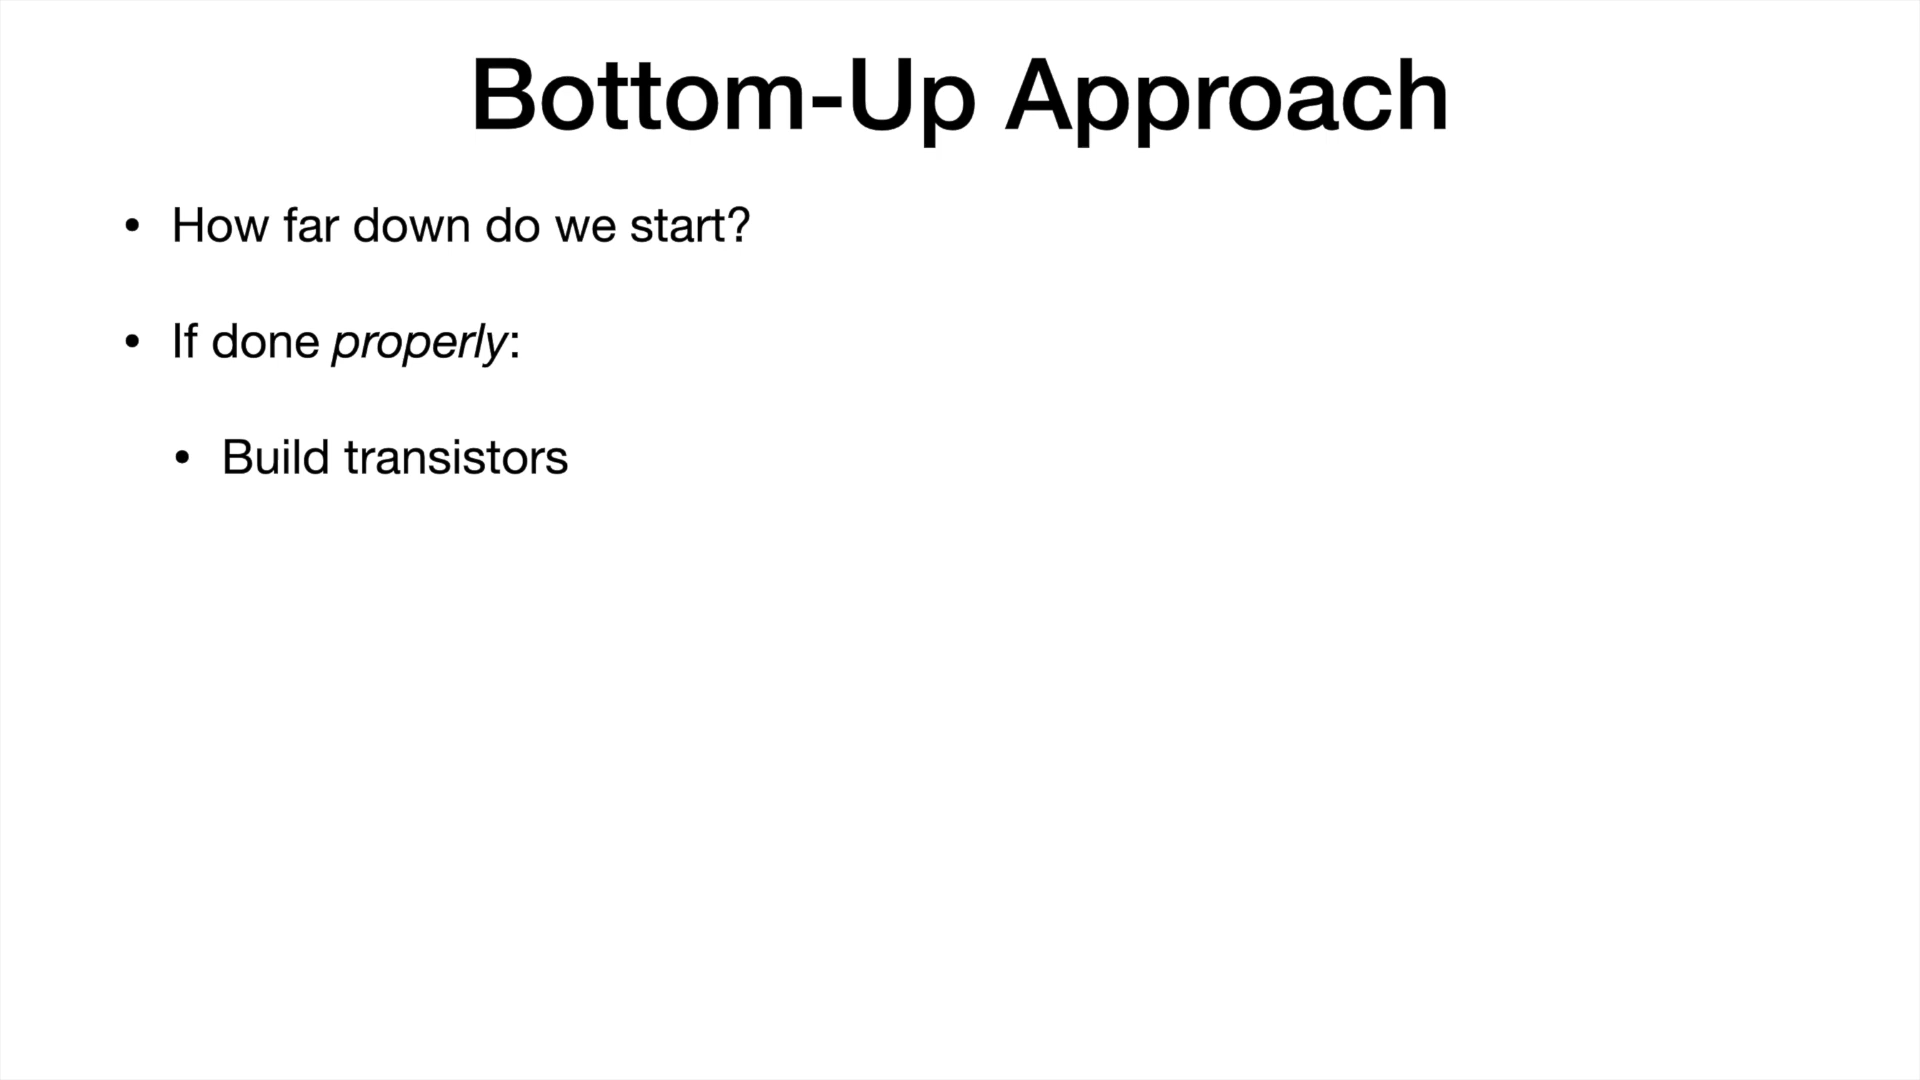 Bottom-Up Approach
• How far down do we start?
• If done properly:
• Build transistors